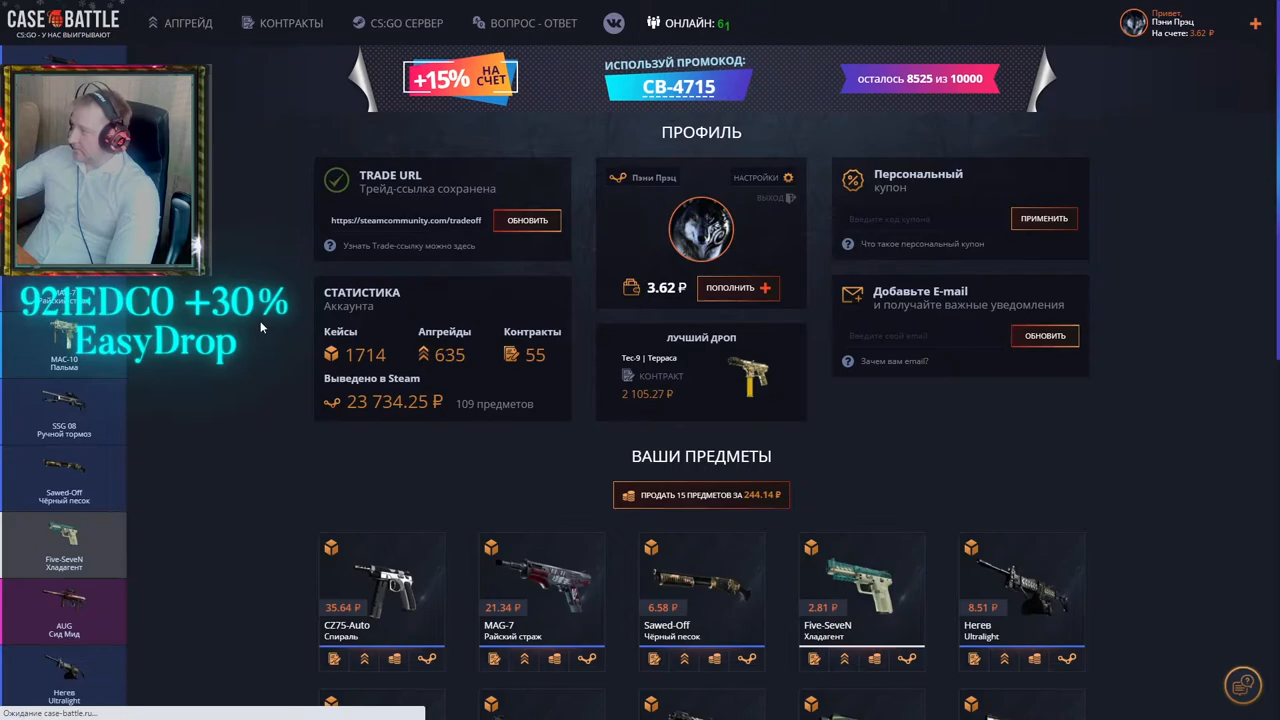 CASE BATTLE
CS:GO - У НАС ВЫИГРЫВАЮТ
АПГРЕЙД
КОНТРАКТЫ
CS:GO СЕРВЕР
ВОПРОС - ОТВЕТ
ОНЛАЙН:
Привет,
Пэни Прэц
На счете: 3.62 ₽
+15% НА СЧЕТ
ИСПОЛЬЗУЙ ПРОМОКОД:
CB-4715
осталось 8525 из 10000
ПРОФИЛЬ
TRADE URL
Трейд-ссылка сохранена
https://steamcommunity.com/tradeoff
ОБНОВИТЬ
Узнать Trade-ссылку можно здесь
Пэни Прэц
НАСТРОЙКИ
ВЫХОД
3.62 ₽
ПОПОЛНИТЬ
Персональный
купон
Введите код купона
ПРИМЕНИТЬ
Что такое персональный купон
СТАТИСТИКА
Аккаунта
Кейсы
Апгрейды
Контракты
1714
635
55
Выведено в Steam
23 734.25 ₽
109 предметов
ЛУЧШИЙ ДРОП
Tec-9 | Терраса
КОНТРАКТ
2 105.27 ₽
Добавьте E-mail
и получайте важные уведомления
Введите свой email
ОБНОВИТЬ
Зачем вам email?
921EDC0 +30%
EasyDrop
MAC-10
Пальма
SSG 08
Ручной тормоз
Sawed-Off
Чёрный песок
Five-SeveN
Хладагент
AUG
Сид Мид
Негев
Ultralight
ВАШИ ПРЕДМЕТЫ
ПРОДАТЬ 15 ПРЕДМЕТОВ ЗА 244.14 ₽
35.64 ₽
CZ75-Auto
Спираль
21.34 ₽
MAG-7
Райский страж
6.58 ₽
Sawed-Off
Чёрный песок
2.81 ₽
Five-SeveN
Хладагент
8.51 ₽
Негев
Ultralight
Ожидание case-battle.ru...